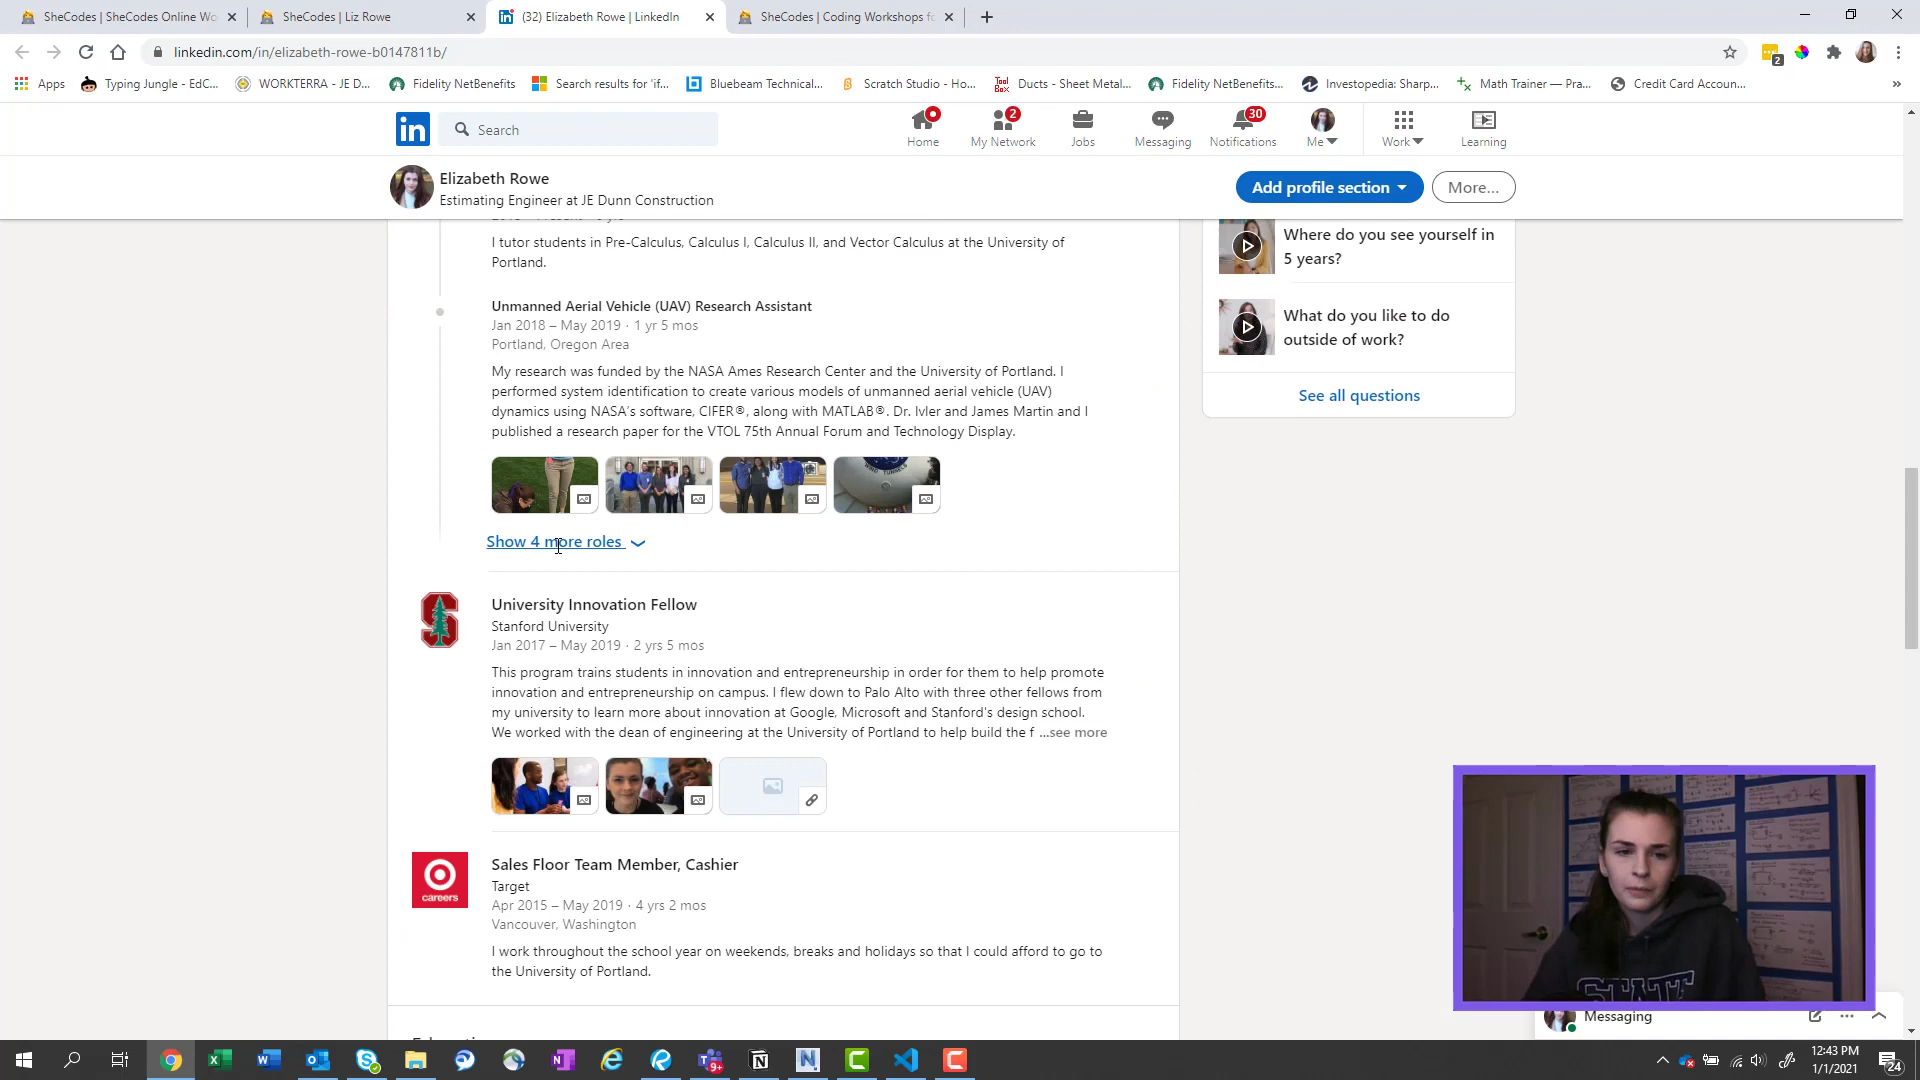 SheCodes | SheCodes Online Wo
SheCodes | Liz Rowe
(32) Elizabeth Rowe | LinkedIn
SheCodes | Coding Workshops fo
linkedin.com/in/elizabeth-rowe-b0147811b/
2
Apps
Typing Jungle - EdC...
WORKTERRA - JE D...
Fidelity NetBenefits
Search results for 'if...
Bluebeam Technical...
Scratch Studio - Ho...
Ducts - Sheet Metal...
Fidelity NetBenefits...
Investopedia: Sharp...
Math Trainer — Pra...
Credit Card Accoun...
»
in
Search
Home
2
My Network
Jobs
Messaging
30
Notifications
Me
Work
Learning
Elizabeth Rowe
Estimating Engineer at JE Dunn Construction
Add profile section
More...
I tutor students in Pre-Calculus, Calculus I, Calculus II, and Vector Calculus at the University of
Portland.
Unmanned Aerial Vehicle (UAV) Research Assistant
Jan 2018 – May 2019 · 1 yr 5 mos
Portland, Oregon Area
My research was funded by the NASA Ames Research Center and the University of Portland. I
performed system identification to create various models of unmanned aerial vehicle (UAV)
dynamics using NASA's software, CIFER®, along with MATLAB®. Dr. Ivler and James Martin and I
published a research paper for the VTOL 75th Annual Forum and Technology Display.
WIND TUNNELS
Show 4 more roles
S
University Innovation Fellow
Stanford University
Jan 2017 – May 2019 · 2 yrs 5 mos
This program trains students in innovation and entrepreneurship in order for them to help promote
innovation and entrepreneurship on campus. I flew down to Palo Alto with three other fellows from
my university to learn more about innovation at Google, Microsoft and Stanford's design school.
We worked with the dean of engineering at the University of Portland to help build the f ...see more
careers
Sales Floor Team Member, Cashier
Target
Apr 2015 – May 2019 · 4 yrs 2 mos
Vancouver, Washington
I work throughout the school year on weekends, breaks and holidays so that I could afford to go to
the University of Portland.
Where do you see yourself in
5 years?
What do you like to do
outside of work?
See all questions
STATE
Messaging
9+
12:43 PM
1/1/2021
24